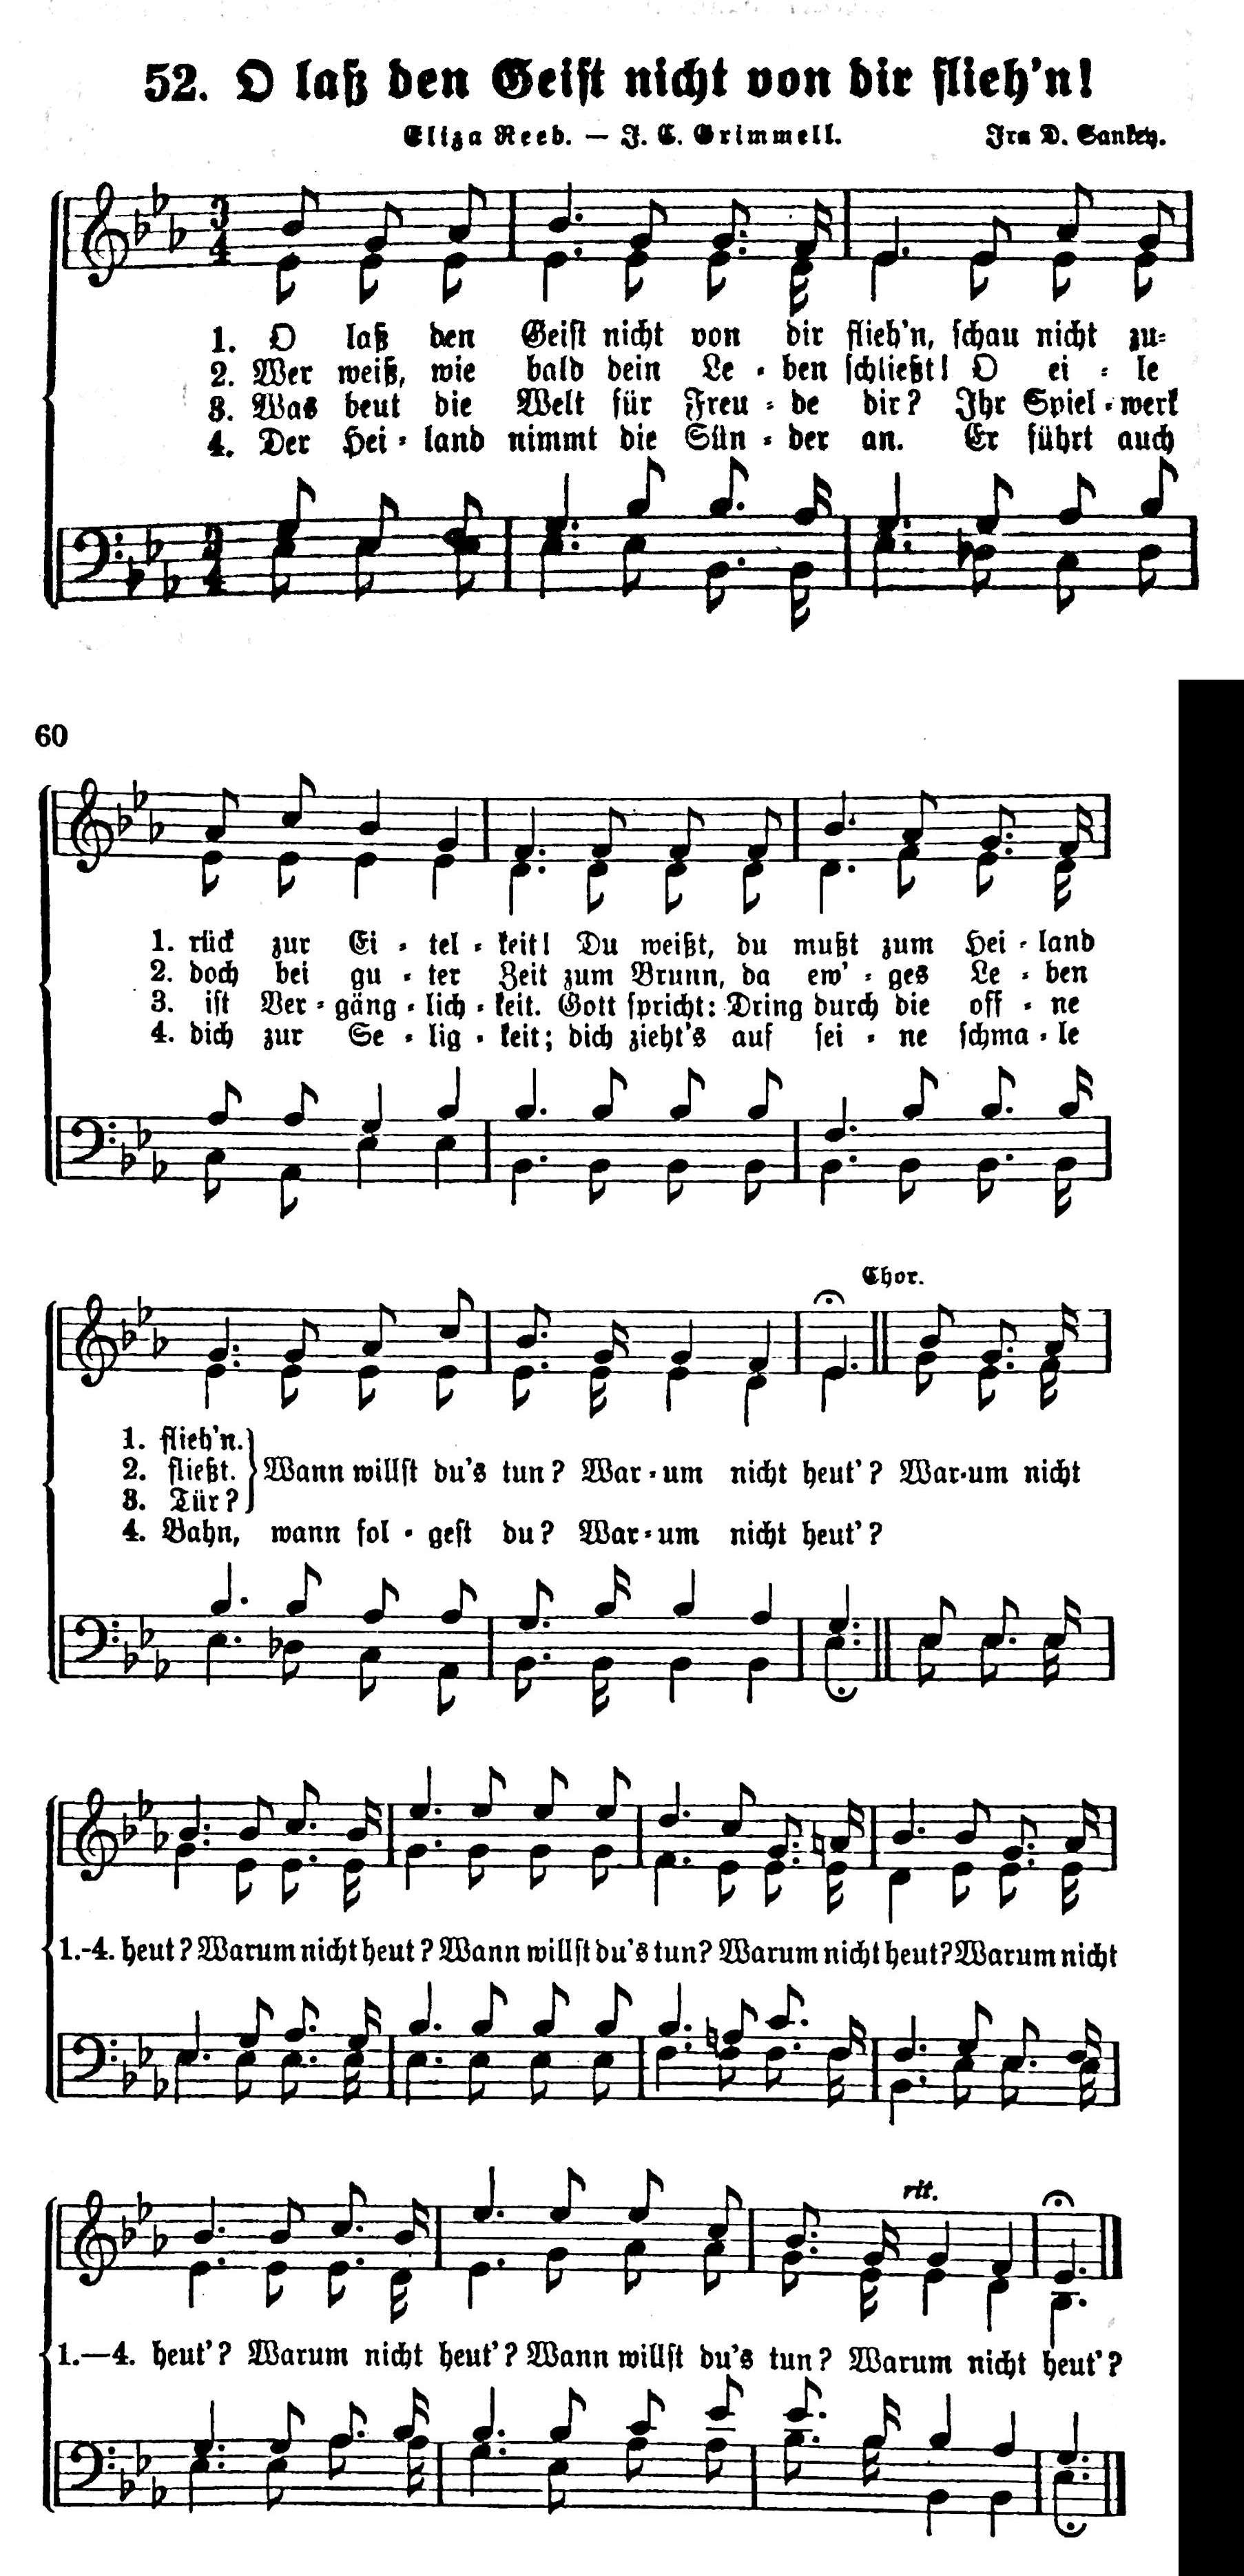 52. O laß den Geist nicht von dir flieh'n!
Eliza Reed. — J. C. Grimmell. Ira D. Sankey.
1. O laß den Geist nicht von dir flieh'n, schau nicht zu=
2. Wer weiß, wie bald dein Le - ben schließt! O ei - le
3. Was beut die Welt für Freu - de dir? Ihr Spiel - werk
4. Der Hei - land nimmt die Sün - der an. Er führt auch
60
1. rück zur Ei - tel - keit! Du weißt, du mußt zum Hei - land
2. doch bei gu - ter Zeit zum Brunn, da ew' - ges Le - ben
3. ist Ver - gäng - lich - keit. Gott spricht: Dring durch die off - ne
4. dich zur Se - lig - keit; dich zieht's auf sei - ne schma - le
Chor.
1. flieh'n.
2. fließt. Wann willst du's tun? War - um nicht heut'? War-um nicht
3. Tür?
4. Bahn, wann fol - gest du? War - um nicht heut'?
1.-4. heut? Warum nicht heut? Wann willst du's tun? Warum nicht heut? Warum nicht
rit.
1.—4. heut'? Warum nicht heut'? Wann willst du's tun? Warum nicht heut'?